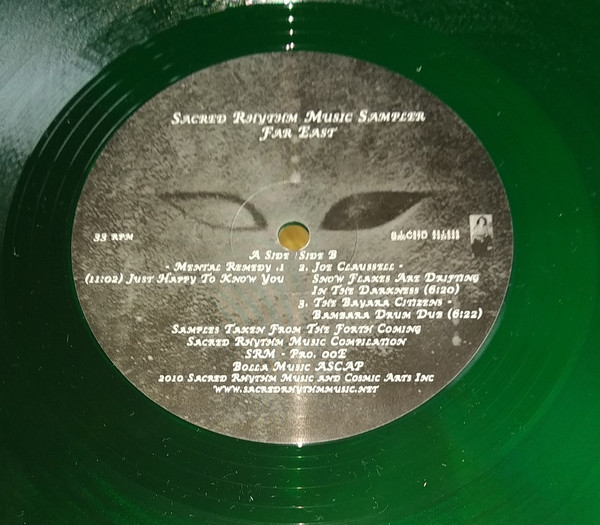 Sacred Rhythm Music Sampler
Far East
33 RPM
A Side Side B
- Mental Remedy .1 2. Joe Claussell -
(11:02) Just Happy To Know You Snow Flakes Are Drifting
In The Darkness (6:20)
3. The Bayara Citizens -
Bambara Drum Dub (6:22)
Samples Taken From The Forth Coming
Sacred Rhythm Music Compilation
SRM - Pro. 00E
Bolla Music ASCAP
2010 Sacred Rhythm Music and Cosmic Arts Inc
www.sacredrhythmmusic.net